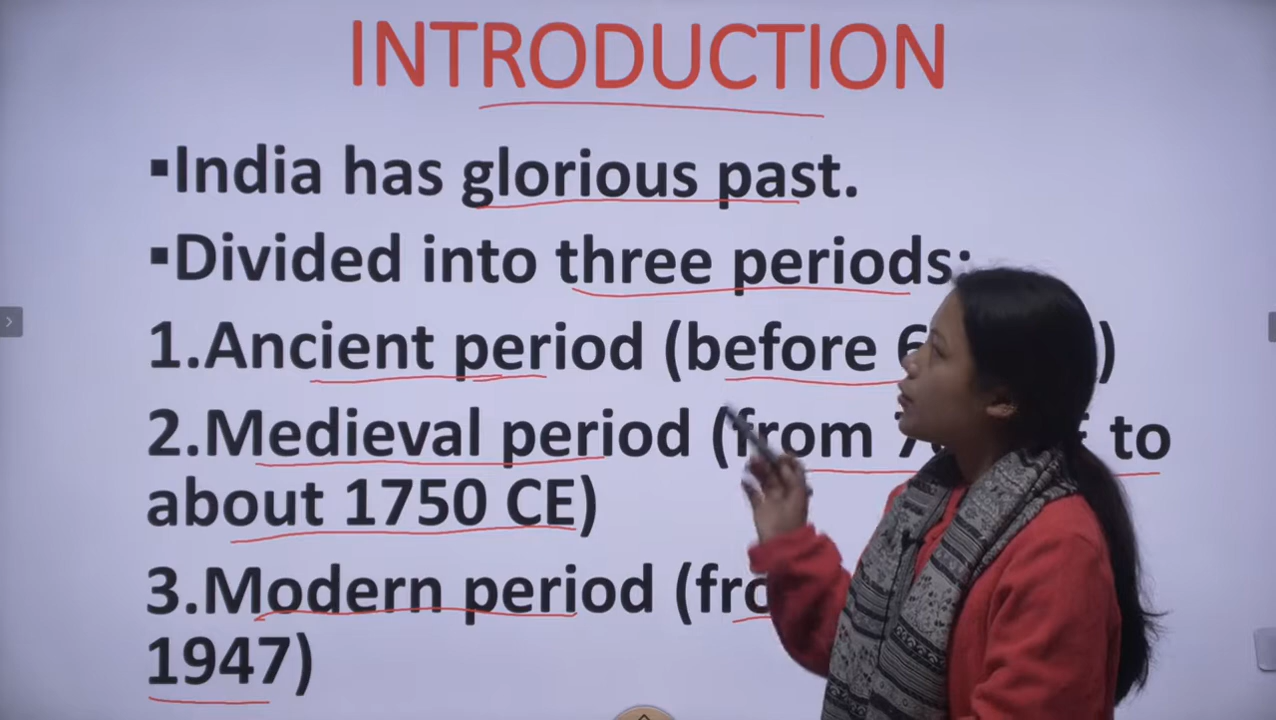 INTRODUCTION
▪India has glorious past.
▪Divided into three periods:
1.Ancient period (before )
2.Medieval period (from to
about 1750 CE)
3.Modern period
1947)